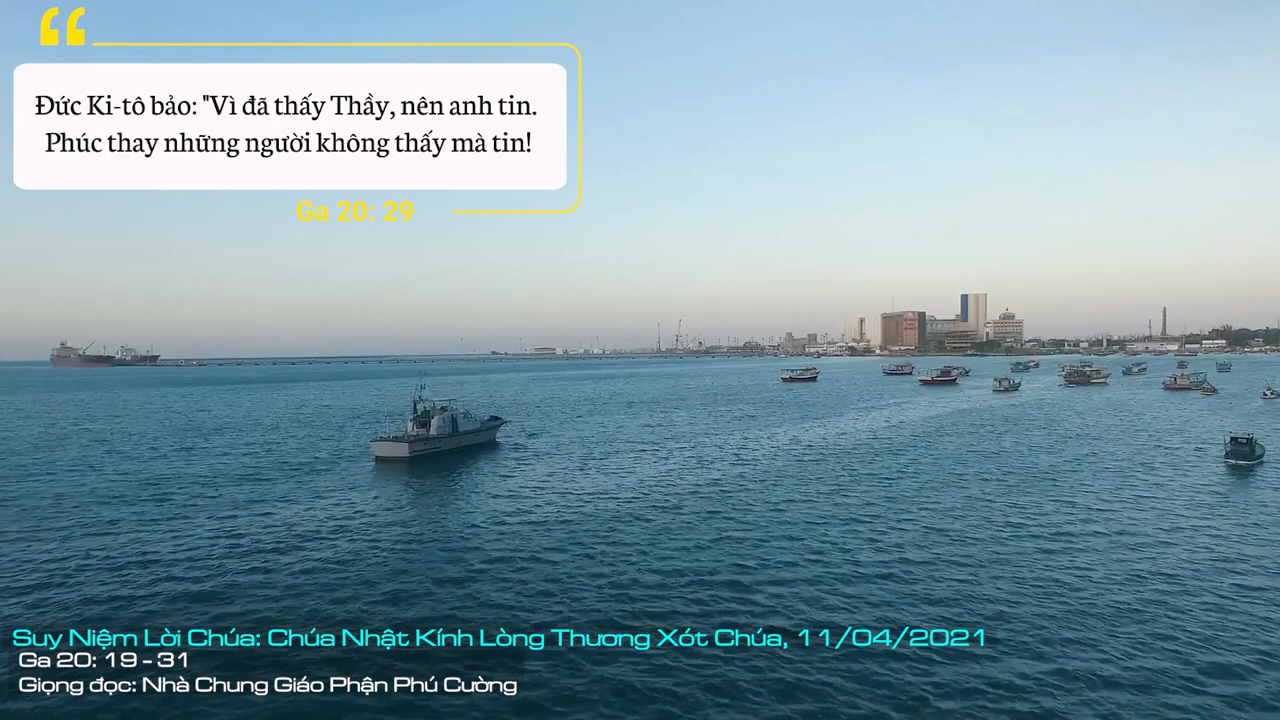 Đức Ki-tô bảo: "Vì đã thấy Thầy, nên anh tin.
Phúc thay những người không thấy mà tin!
Ga 20: 29
Suy Niệm Lời Chúa: Chúa Nhật Kính Lòng Thương Xót Chúa, 11/04/2021
Ga 20: 19 - 31
Giọng đọc: Nhà Chung Giáo Phận Phú Cường